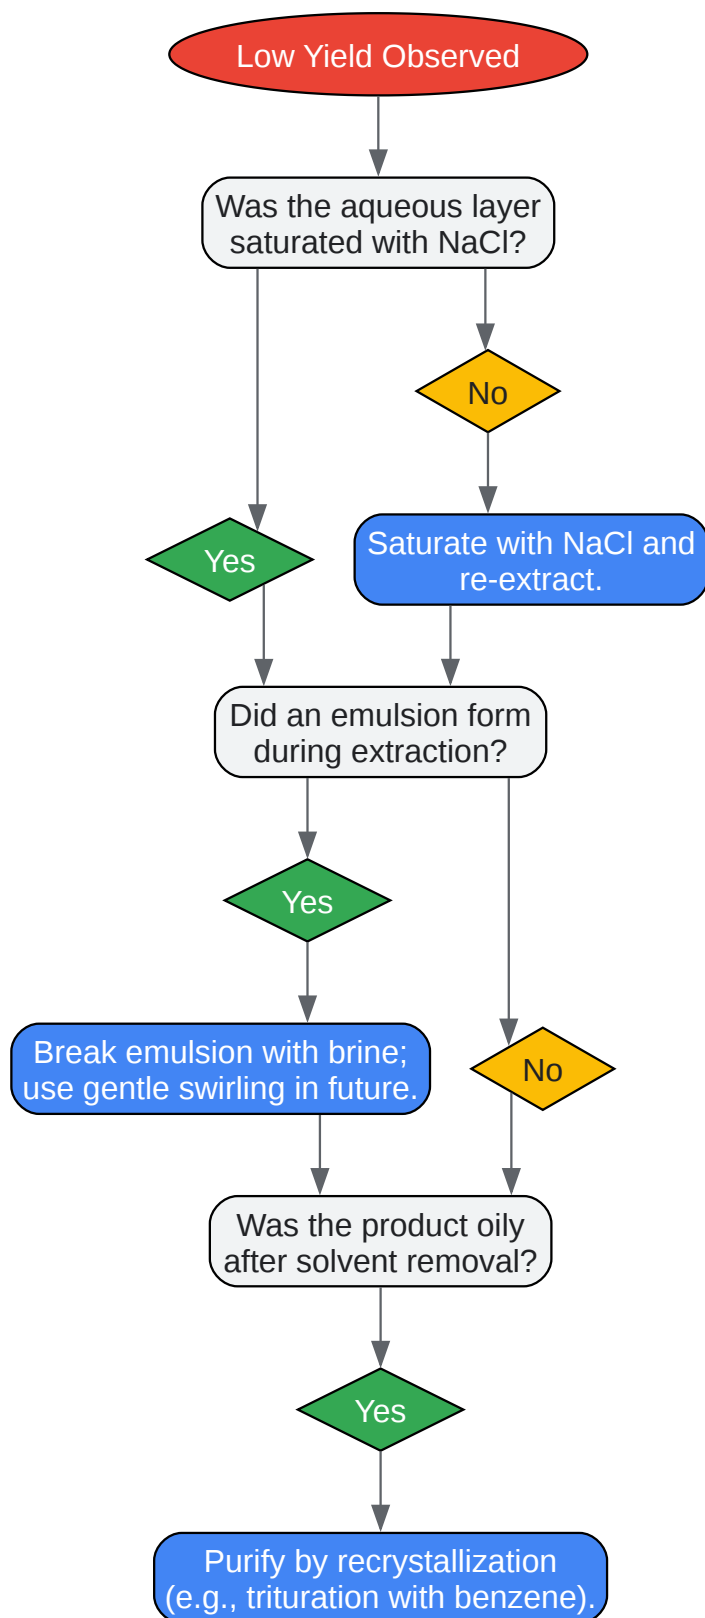 Low Yield Observed
Was the aqueous layer
saturated with NaCl?
No
Yes
Saturate with NaCl and
re-extract.
Did an emulsion form
during extraction?
Yes
Break emulsion with brine;
use gentle swirling in future.
No
Was the product oily
after solvent removal?
Yes
Purify by recrystallization
(e.g., trituration with benzene).